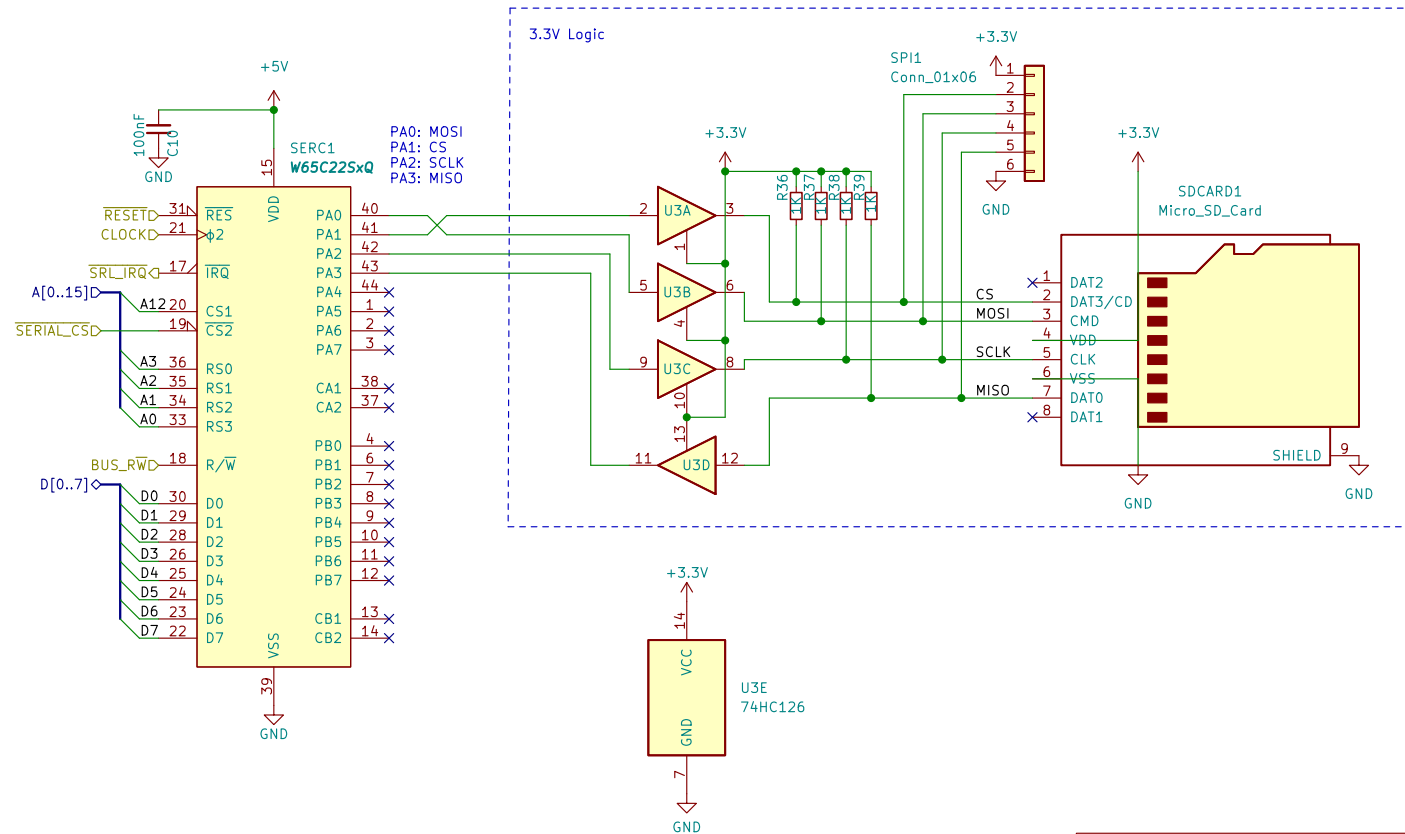 3.3V Logic
+3.3V
SPI1
Conn_01x06
1
2
3
4
5
6
GND
+5V
100nF
C10
GND
SERC1
W65C22SxQ
PA0: MOSI
PA1: CS
PA2: SCLK
PA3: MISO
15
VDD
RESET 31 RES
CLOCK 21 ϕ2
SRL_IRQ 17 IRQ
A[0..15]
A12 20 CS1
SERIAL_CS 19 CS2
A3 36 RS0
A2 35 RS1
A1 34 RS2
A0 33 RS3
BUS_RW 18 R/W
D[0..7]
D0 30 D0
D1 29 D1
D2 28 D2
D3 26 D3
D4 25 D4
D5 24 D5
D6 23 D6
D7 22 D7
PA0 40
PA1 41
PA2 42
PA3 43
PA4 44
PA5 1
PA6 2
PA7 3
CA1 38
CA2 37
PB0 4
PB1 6
PB2 7
PB3 8
PB4 9
PB5 10
PB6 11
PB7 12
CB1 13
CB2 14
VSS
39
GND
+3.3V
2 U3A 3
1
5 U3B 6
4
9 U3C 8
10
13
11 U3D 12
R36
1K
R37
1K
R38
1K
R39
1K
CS
MOSI
SCLK
MISO
+3.3V
SDCARD1
Micro_SD_Card
1 DAT2
2 DAT3/CD
3 CMD
4 VDD
5 CLK
6 VSS
7 DAT0
8 DAT1
SHIELD 9
GND
GND
+3.3V
14
VCC
U3E
74HC126
GND
7
GND